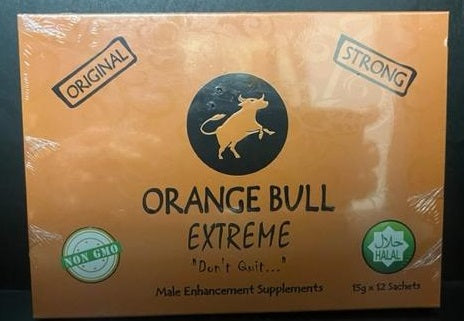 ORIGINAL
STRONG
ORANGE BULL
EXTREME
"Don't Quit..."
NON GMO
حلال
HALAL
Male Enhancement Supplements
15g x 12 Sachets